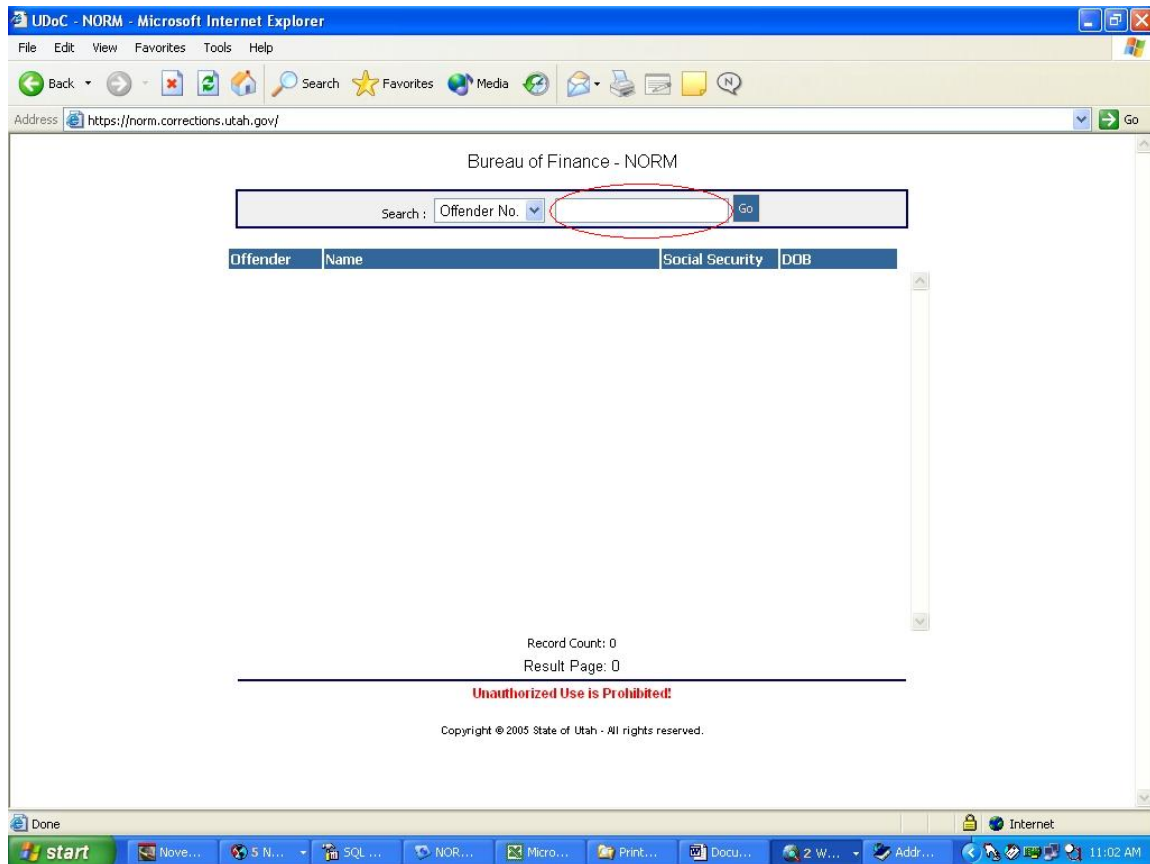 UDoC - NORM - Microsoft Internet Explorer
File Edit View Favorites Tools Help
Back Search Favorites Media
Address https://norm.corrections.utah.gov/ Go
Bureau of Finance - NORM
Search : Offender No. Go
Offender Name Social Security DOB
Record Count: 0
Result Page: 0
Unauthorized Use is Prohibited!
Copyright © 2005 State of Utah - All rights reserved.
Done Internet
start Nove... 5 N... SQL ... NOR... Micro... Print... Docu... 2 W... Addr... 11:02 AM